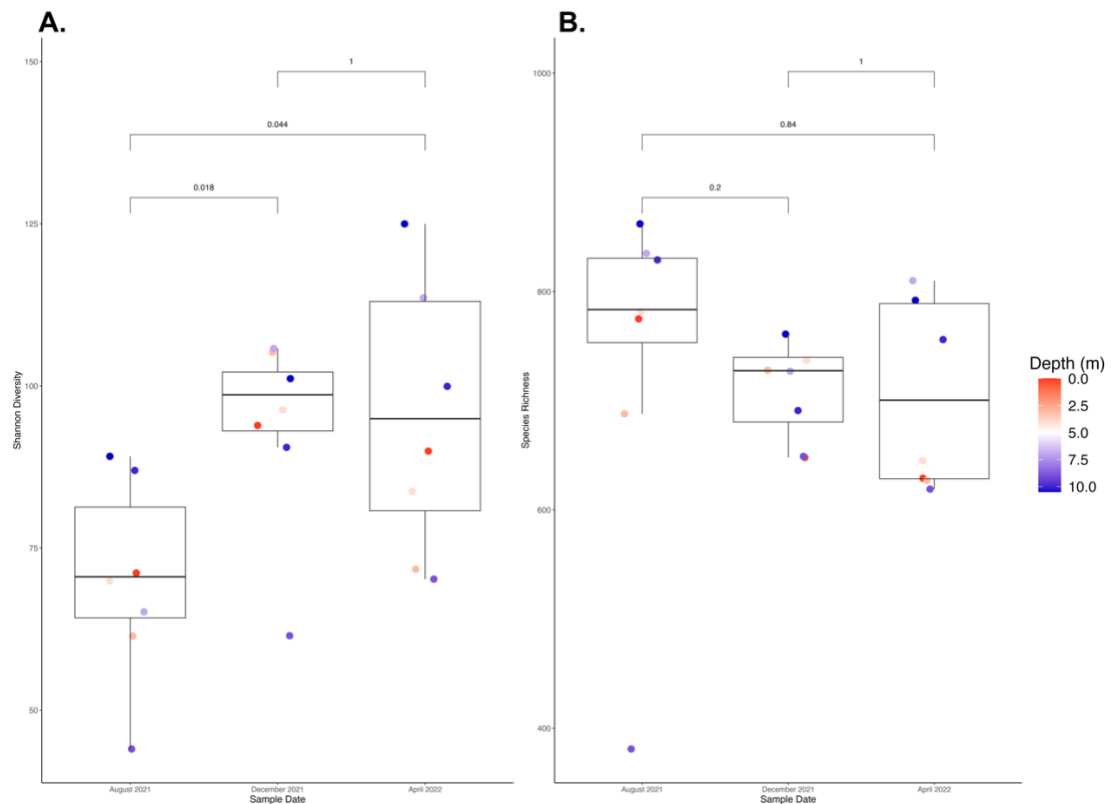 A.
150
125
100
75
50
Shannon Diversity
1
0.044
0.018
August 2021
December 2021
April 2022
Sample Date
B.
1000
800
600
400
Species Richness
1
0.84
0.2
August 2021
December 2021
April 2022
Sample Date
Depth (m)
0.0
2.5
5.0
7.5
10.0